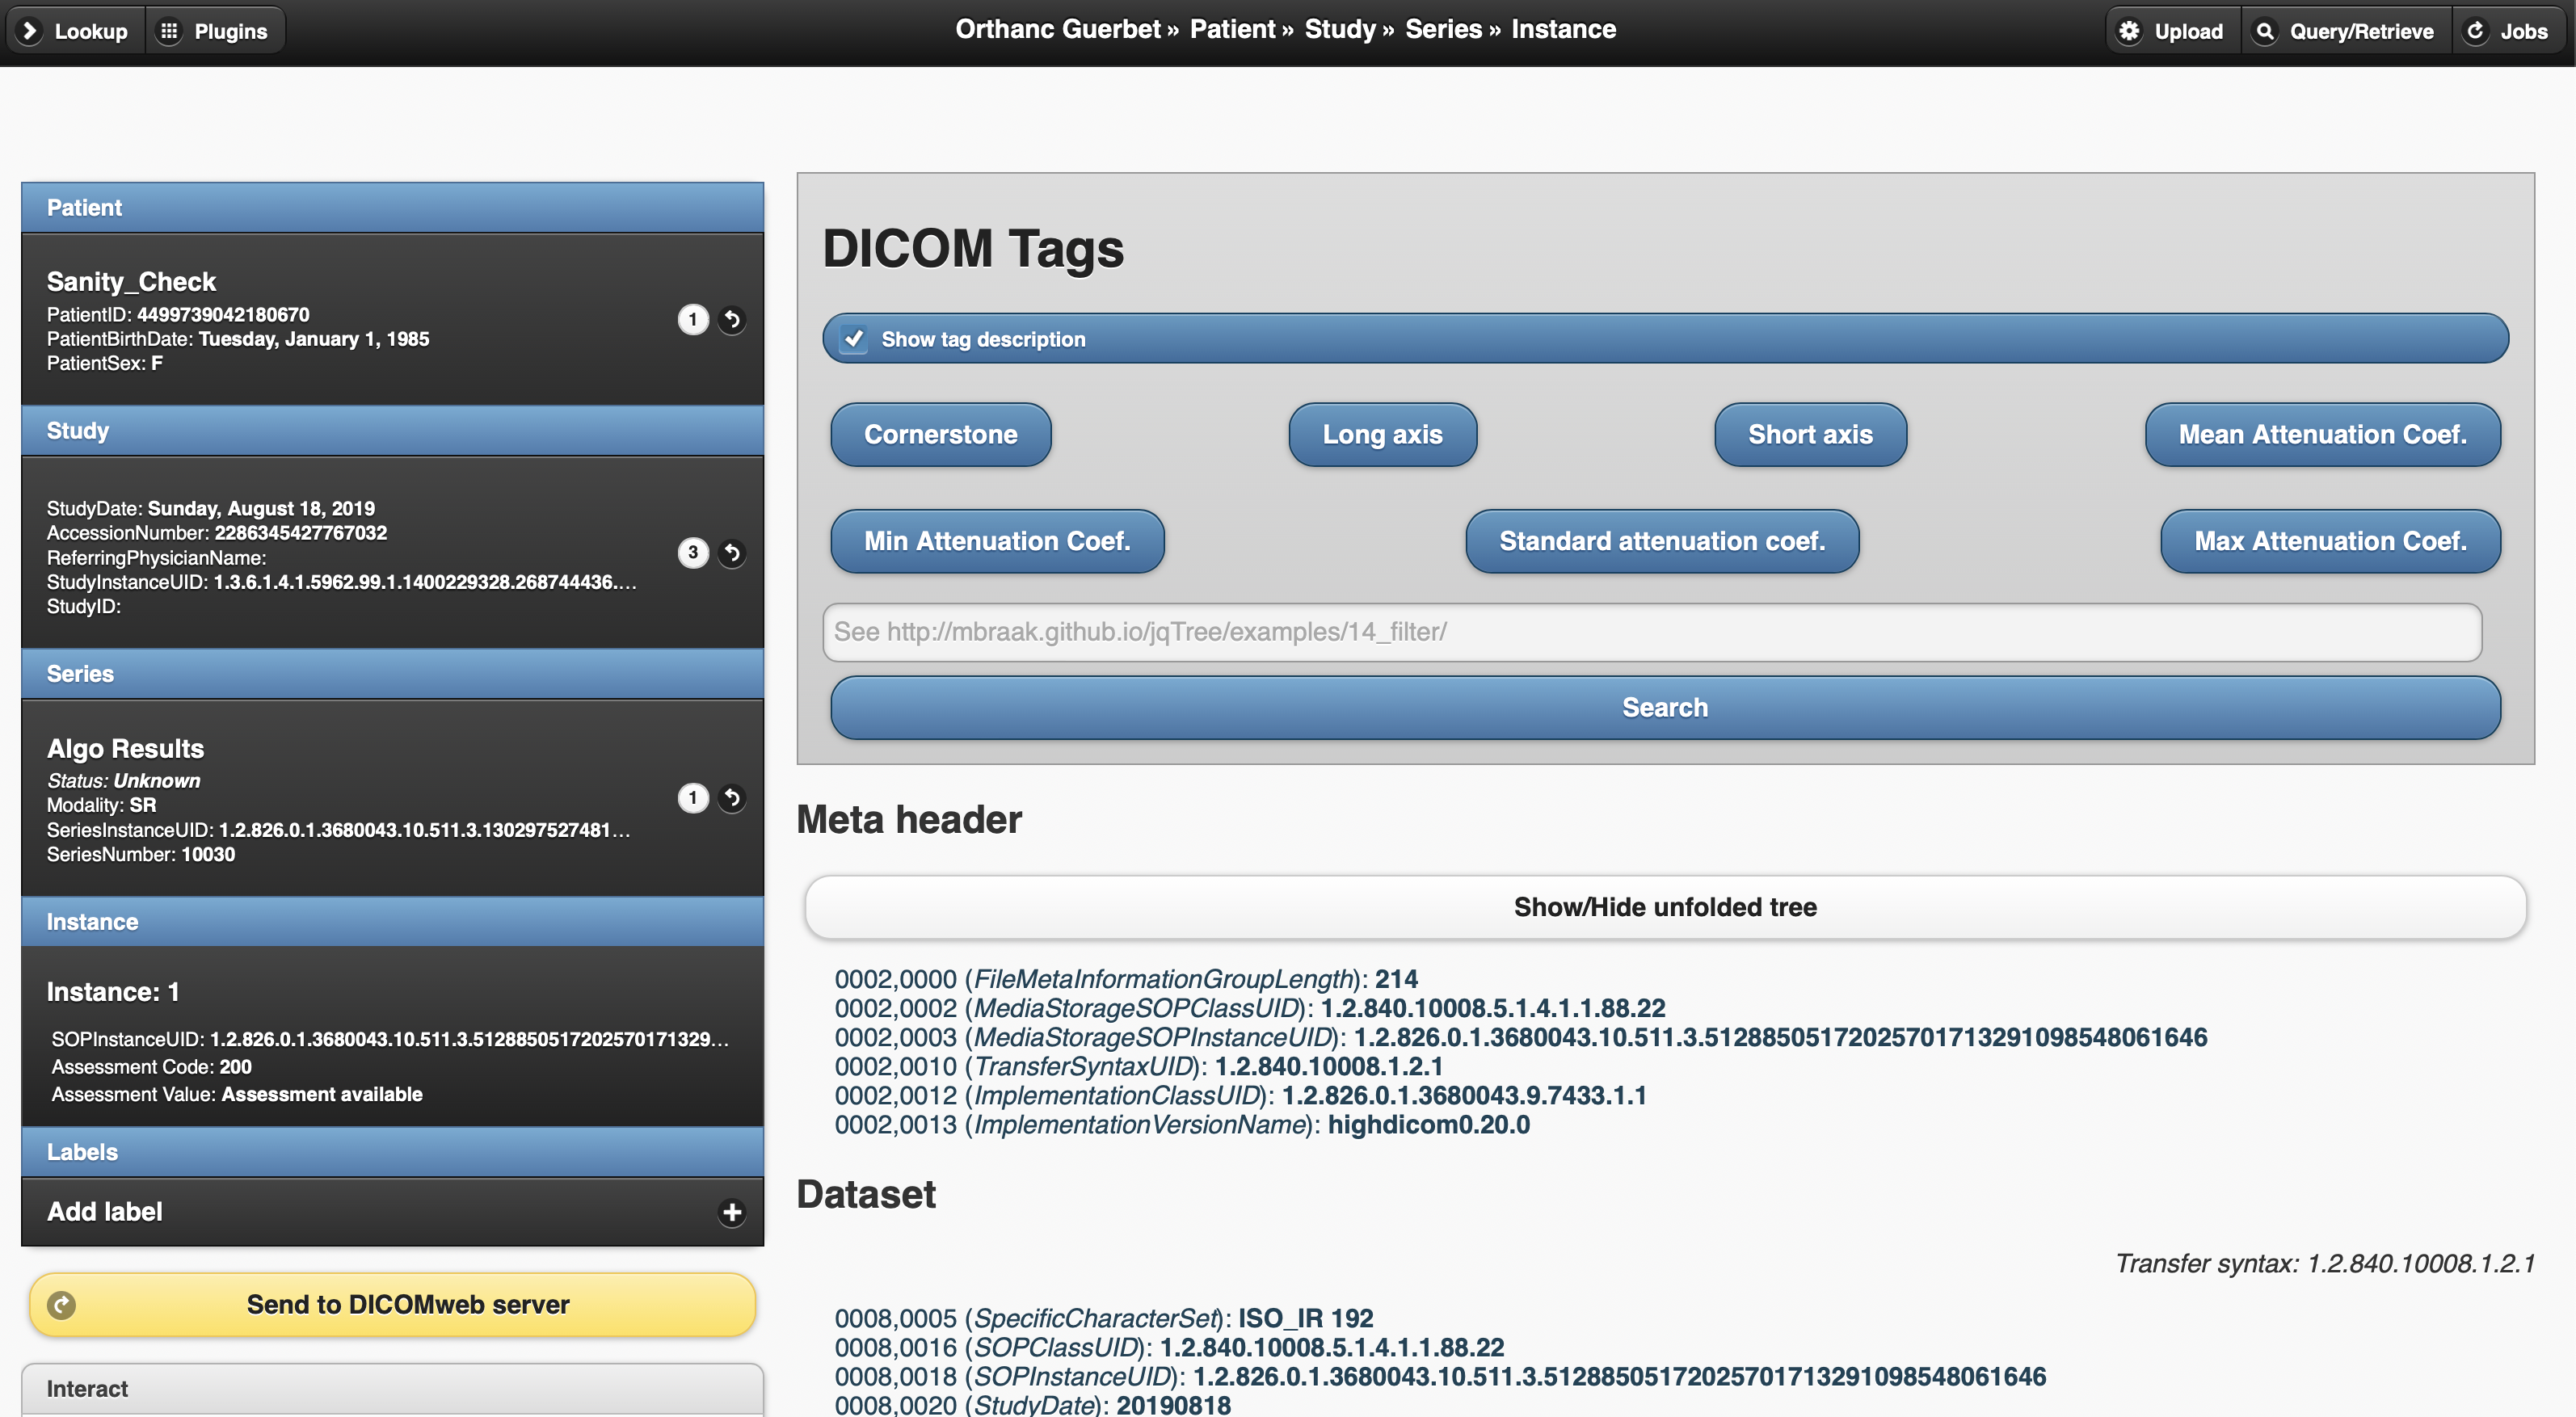 Lookup
Plugins
Orthanc Guerbet » Patient » Study » Series » Instance
Upload
Query/Retrieve
Jobs
Patient
Sanity_Check
PatientID: 4499739042180670
PatientBirthDate: Tuesday, January 1, 1985
PatientSex: F
1
Study
StudyDate: Sunday, August 18, 2019
AccessionNumber: 2286345427767032
ReferringPhysicianName:
StudyInstanceUID: 1.3.6.1.4.1.5962.99.1.1400229328.268744436....
StudyID:
3
Series
Algo Results
Status: Unknown
Modality: SR
SeriesInstanceUID: 1.2.826.0.1.3680043.10.511.3.130297527481...
SeriesNumber: 10030
1
Instance
Instance: 1
SOPInstanceUID: 1.2.826.0.1.3680043.10.511.3.5128850517202570171329...
Assessment Code: 200
Assessment Value: Assessment available
Labels
Add label
Send to DICOMweb server
Interact
DICOM Tags
Show tag description
Cornerstone
Long axis
Short axis
Mean Attenuation Coef.
Min Attenuation Coef.
Standard attenuation coef.
Max Attenuation Coef.
See http://mbraak.github.io/jqTree/examples/14_filter/
Search
Meta header
Show/Hide unfolded tree
0002,0000 (FileMetaInformationGroupLength): 214
0002,0002 (MediaStorageSOPClassUID): 1.2.840.10008.5.1.4.1.1.88.22
0002,0003 (MediaStorageSOPInstanceUID): 1.2.826.0.1.3680043.10.511.3.51288505172025701713291098548061646
0002,0010 (TransferSyntaxUID): 1.2.840.10008.1.2.1
0002,0012 (ImplementationClassUID): 1.2.826.0.1.3680043.9.7433.1.1
0002,0013 (ImplementationVersionName): highdicom0.20.0
Dataset
Transfer syntax: 1.2.840.10008.1.2.1
0008,0005 (SpecificCharacterSet): ISO_IR 192
0008,0016 (SOPClassUID): 1.2.840.10008.5.1.4.1.1.88.22
0008,0018 (SOPInstanceUID): 1.2.826.0.1.3680043.10.511.3.51288505172025701713291098548061646
0008,0020 (StudyDate): 20190818